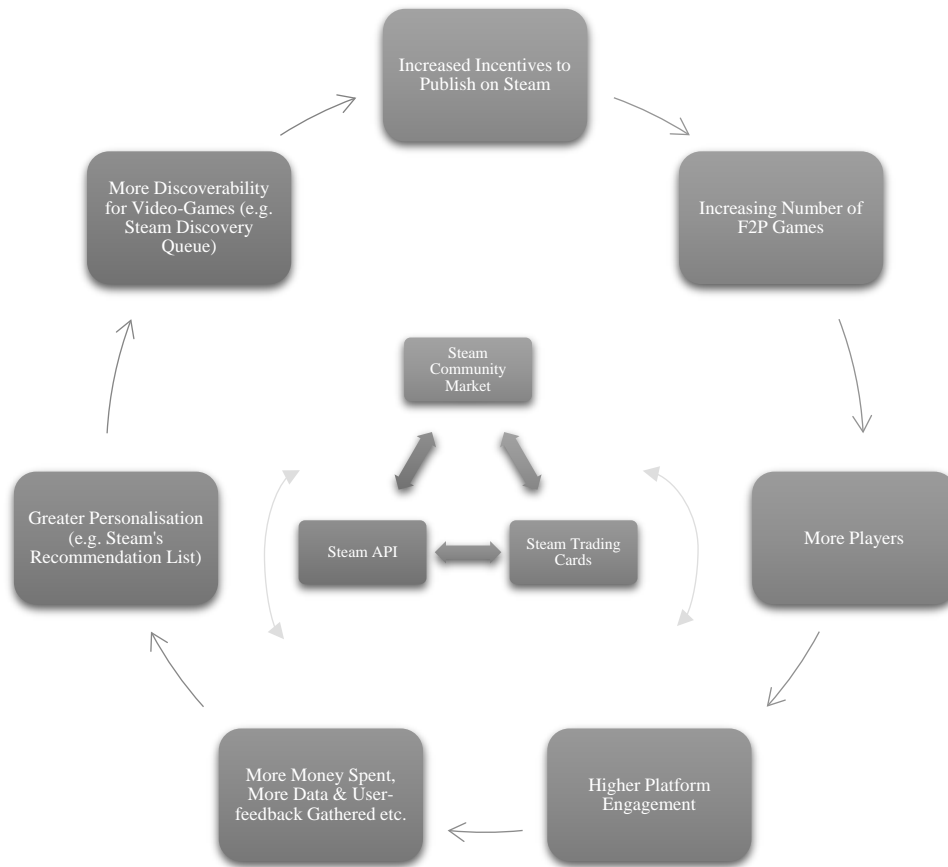 Increased Incentives to
Publish on Steam
Increasing Number of
F2P Games
More Players
Higher Platform
Engagement
More Money Spent,
More Data & User-
feedback Gathered etc.
Greater Personalisation
(e.g. Steam's
Recommendation List)
More Discoverability
for Video-Games (e.g.
Steam Discovery
Queue)
Steam
Community
Market
Steam Trading
Cards
Steam API